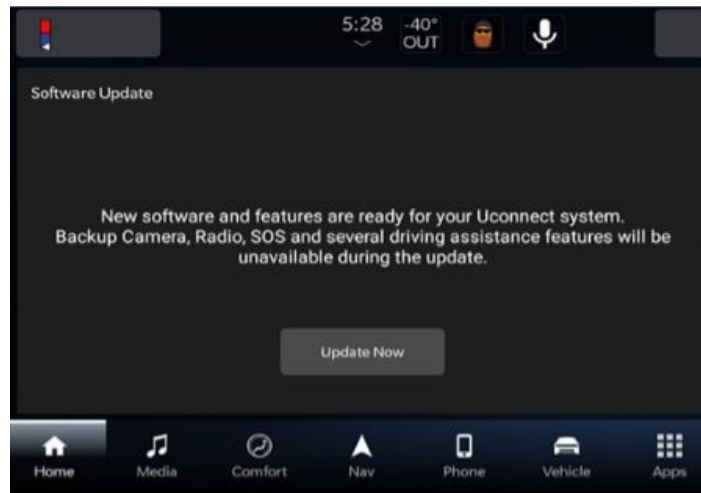 5:28 -40°
OUT
Software Update
New software and features are ready for your Uconnect system.
Backup Camera, Radio, SOS and several driving assistance features will be
unavailable during the update.
Update Now
Home Media Comfort Nav Phone Vehicle Apps